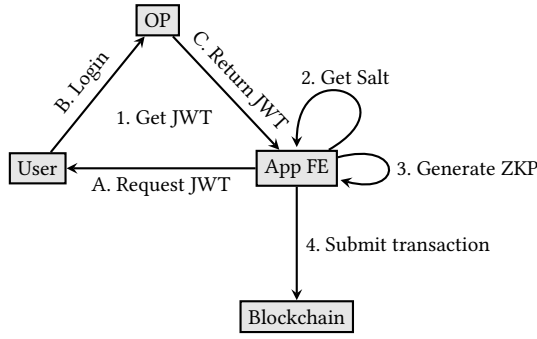 OP
B. Login
C. Return JWT
2. Get Salt
1. Get JWT
User
App FE
3. Generate ZKP
A. Request JWT
4. Submit transaction
Blockchain